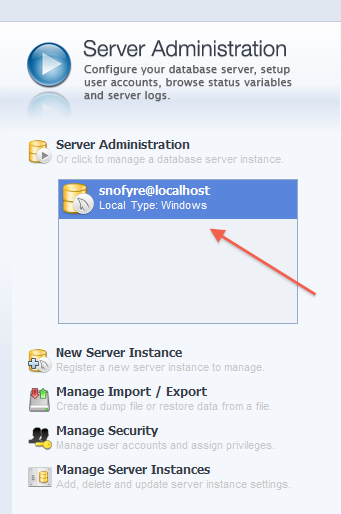 Server Administration
Configure your database server, setup
user accounts, browse status variables
and server logs.
Server Administration
Or click to manage a database server instance.
snofyre@localhost
Local Type: Windows
New Server Instance
Register a new server instance to manage.
Manage Import / Export
Create a dump file or restore data from a file.
Manage Security
Manage user accounts and assign privileges.
Manage Server Instances
Add, delete and update server instance settings.